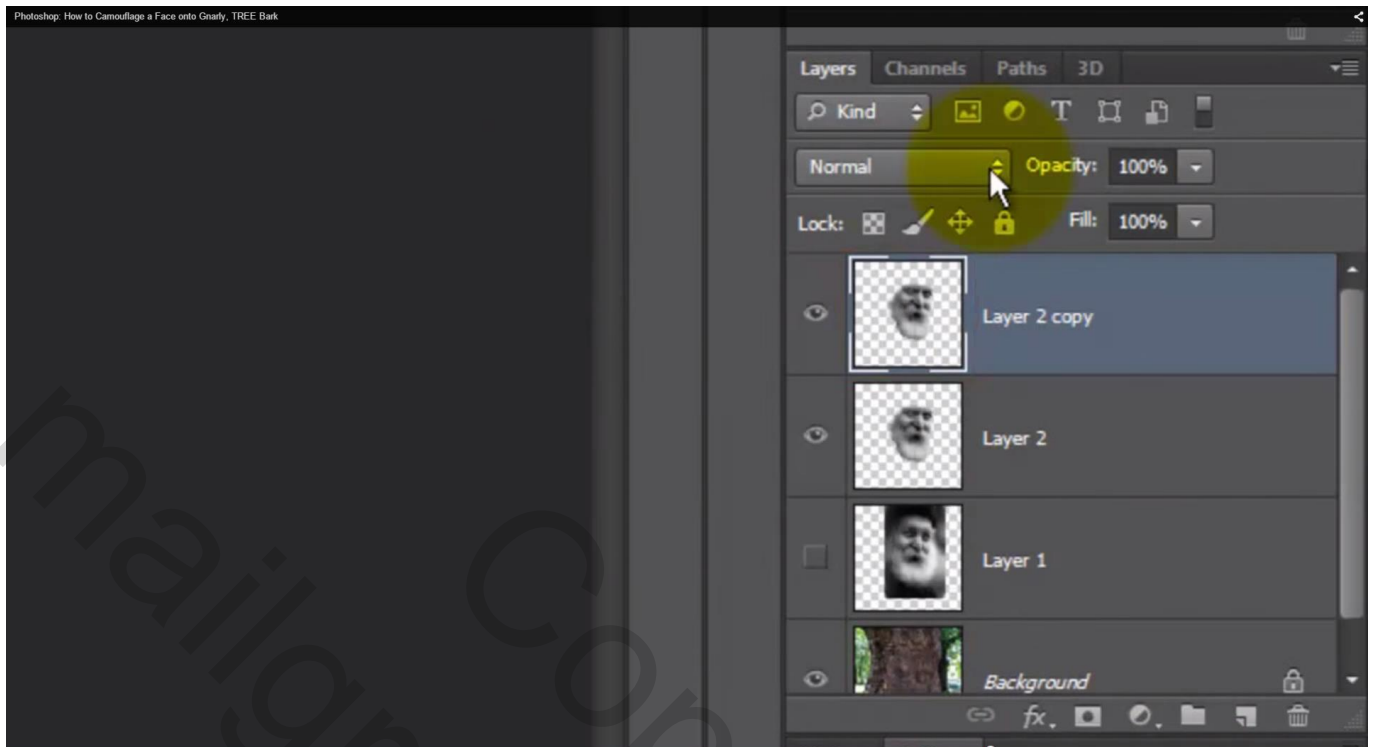 Photoshop: How to Camouflage a Face onto Gnarly, TREE Bark
Layers Channels Paths 3D
Kind T
Normal Opacity: 100%
Lock: Fill: 100%
Layer 2 copy
Layer 2
Layer 1
Background
fx.